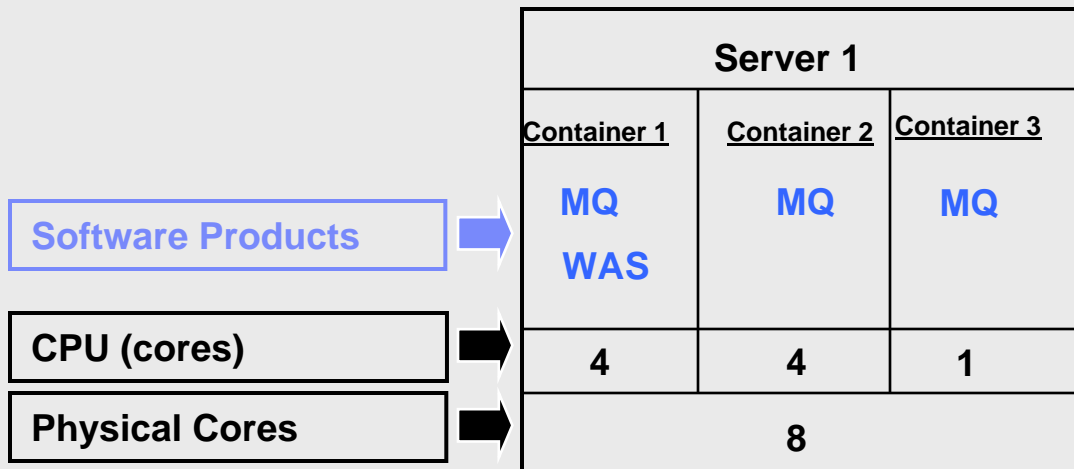 Server 1
Container 1 Container 2 Container 3
MQ MQ MQ
Software Products
WAS
CPU (cores) 4 4 1
Physical Cores 8